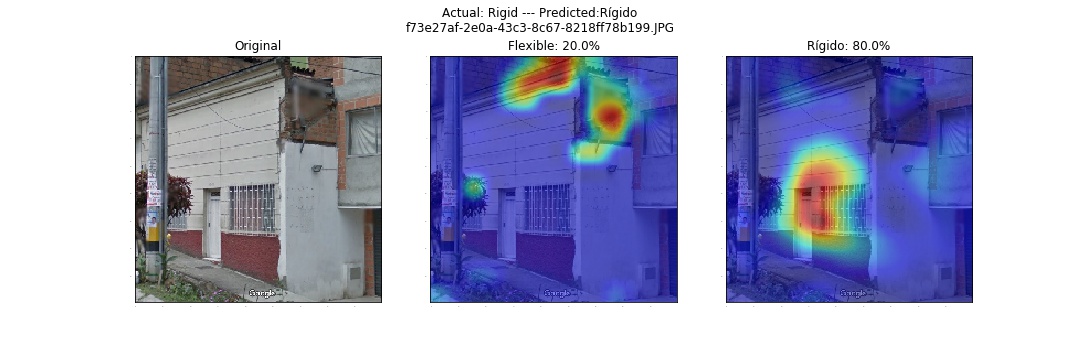 Actual: Rigid --- Predicted:Rígido
f73e27af-2e0a-43c3-8c67-8218ff78b199.JPG
Original
Flexible: 20.0%
Rígido: 80.0%
Google
Google
Google